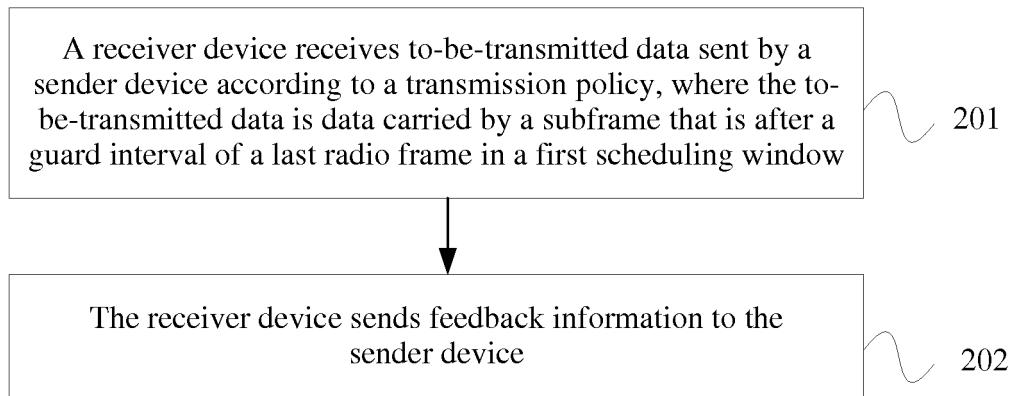 A receiver device receives to-be-transmitted data sent by a
sender device according to a transmission policy, where the to-
be-transmitted data is data carried by a subframe that is after a
guard interval of a last radio frame in a first scheduling window
201
The receiver device sends feedback information to the
sender device
202